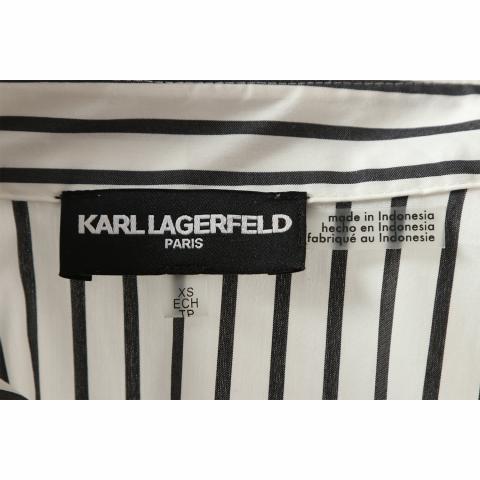 KARL LAGERFELD
PARIS
made in Indonesia
hecho en Indonesia
fabriqué au Indonesie
XS
ECH
TP